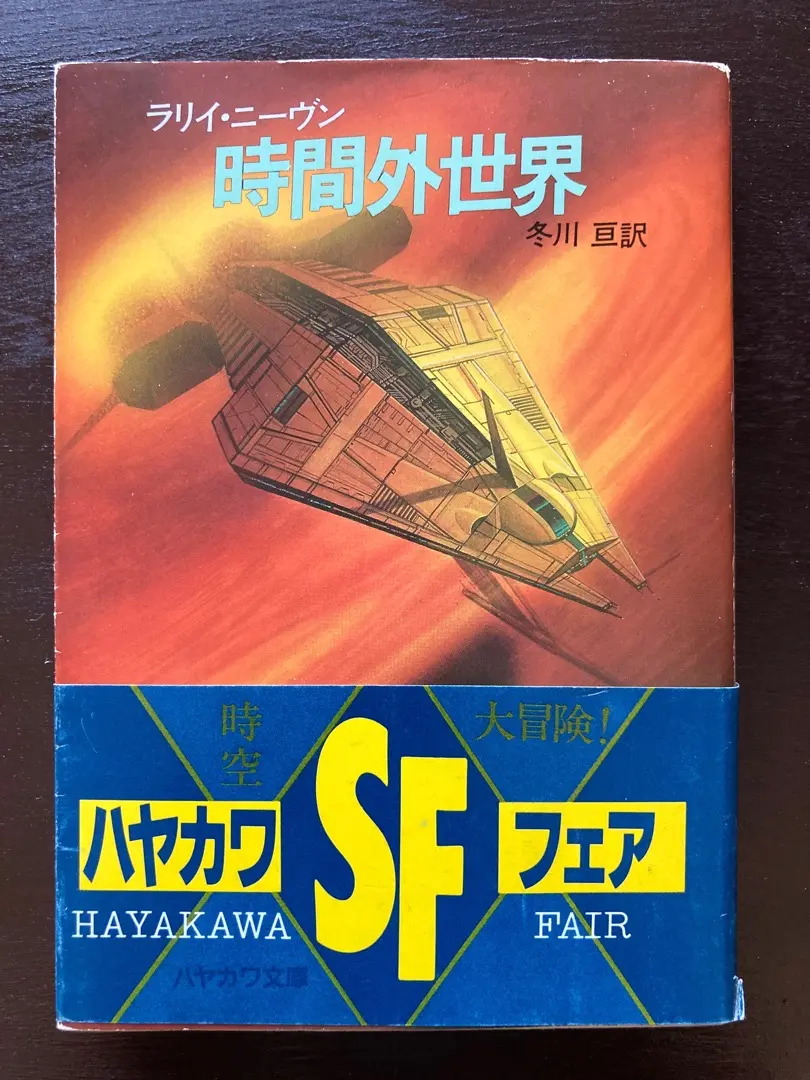 ラリイ・ニーヴン
時間外世界
冬川 亘訳
時空
大冒険!
ハヤカワ
SF
フェア
HAYAKAWA
FAIR
ハヤカワ文庫